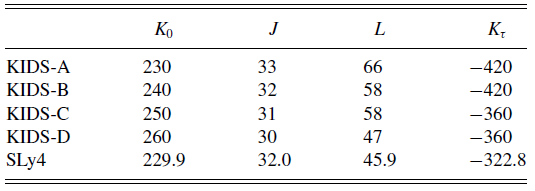 K₀ J L Kτ
KIDS-A 230 33 66 −420
KIDS-B 240 32 58 −420
KIDS-C 250 31 58 −360
KIDS-D 260 30 47 −360
SLy4 229.9 32.0 45.9 −322.8